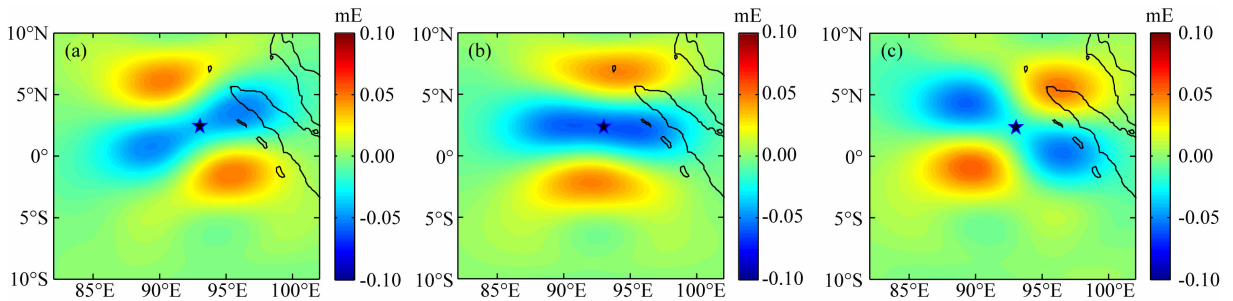 mE mE mE
10°N (a) 0.10 10°N (b) 0.10 10°N (c) 0.10
5°N 0.05 5°N 0.05 5°N 0.05
0° 0.00 0° 0.00 0° 0.00
5°S -0.05 5°S -0.05 5°S -0.05
10°S -0.10 10°S -0.10 10°S -0.10
85°E 90°E 95°E 100°E 85°E 90°E 95°E 100°E 85°E 90°E 95°E 100°E